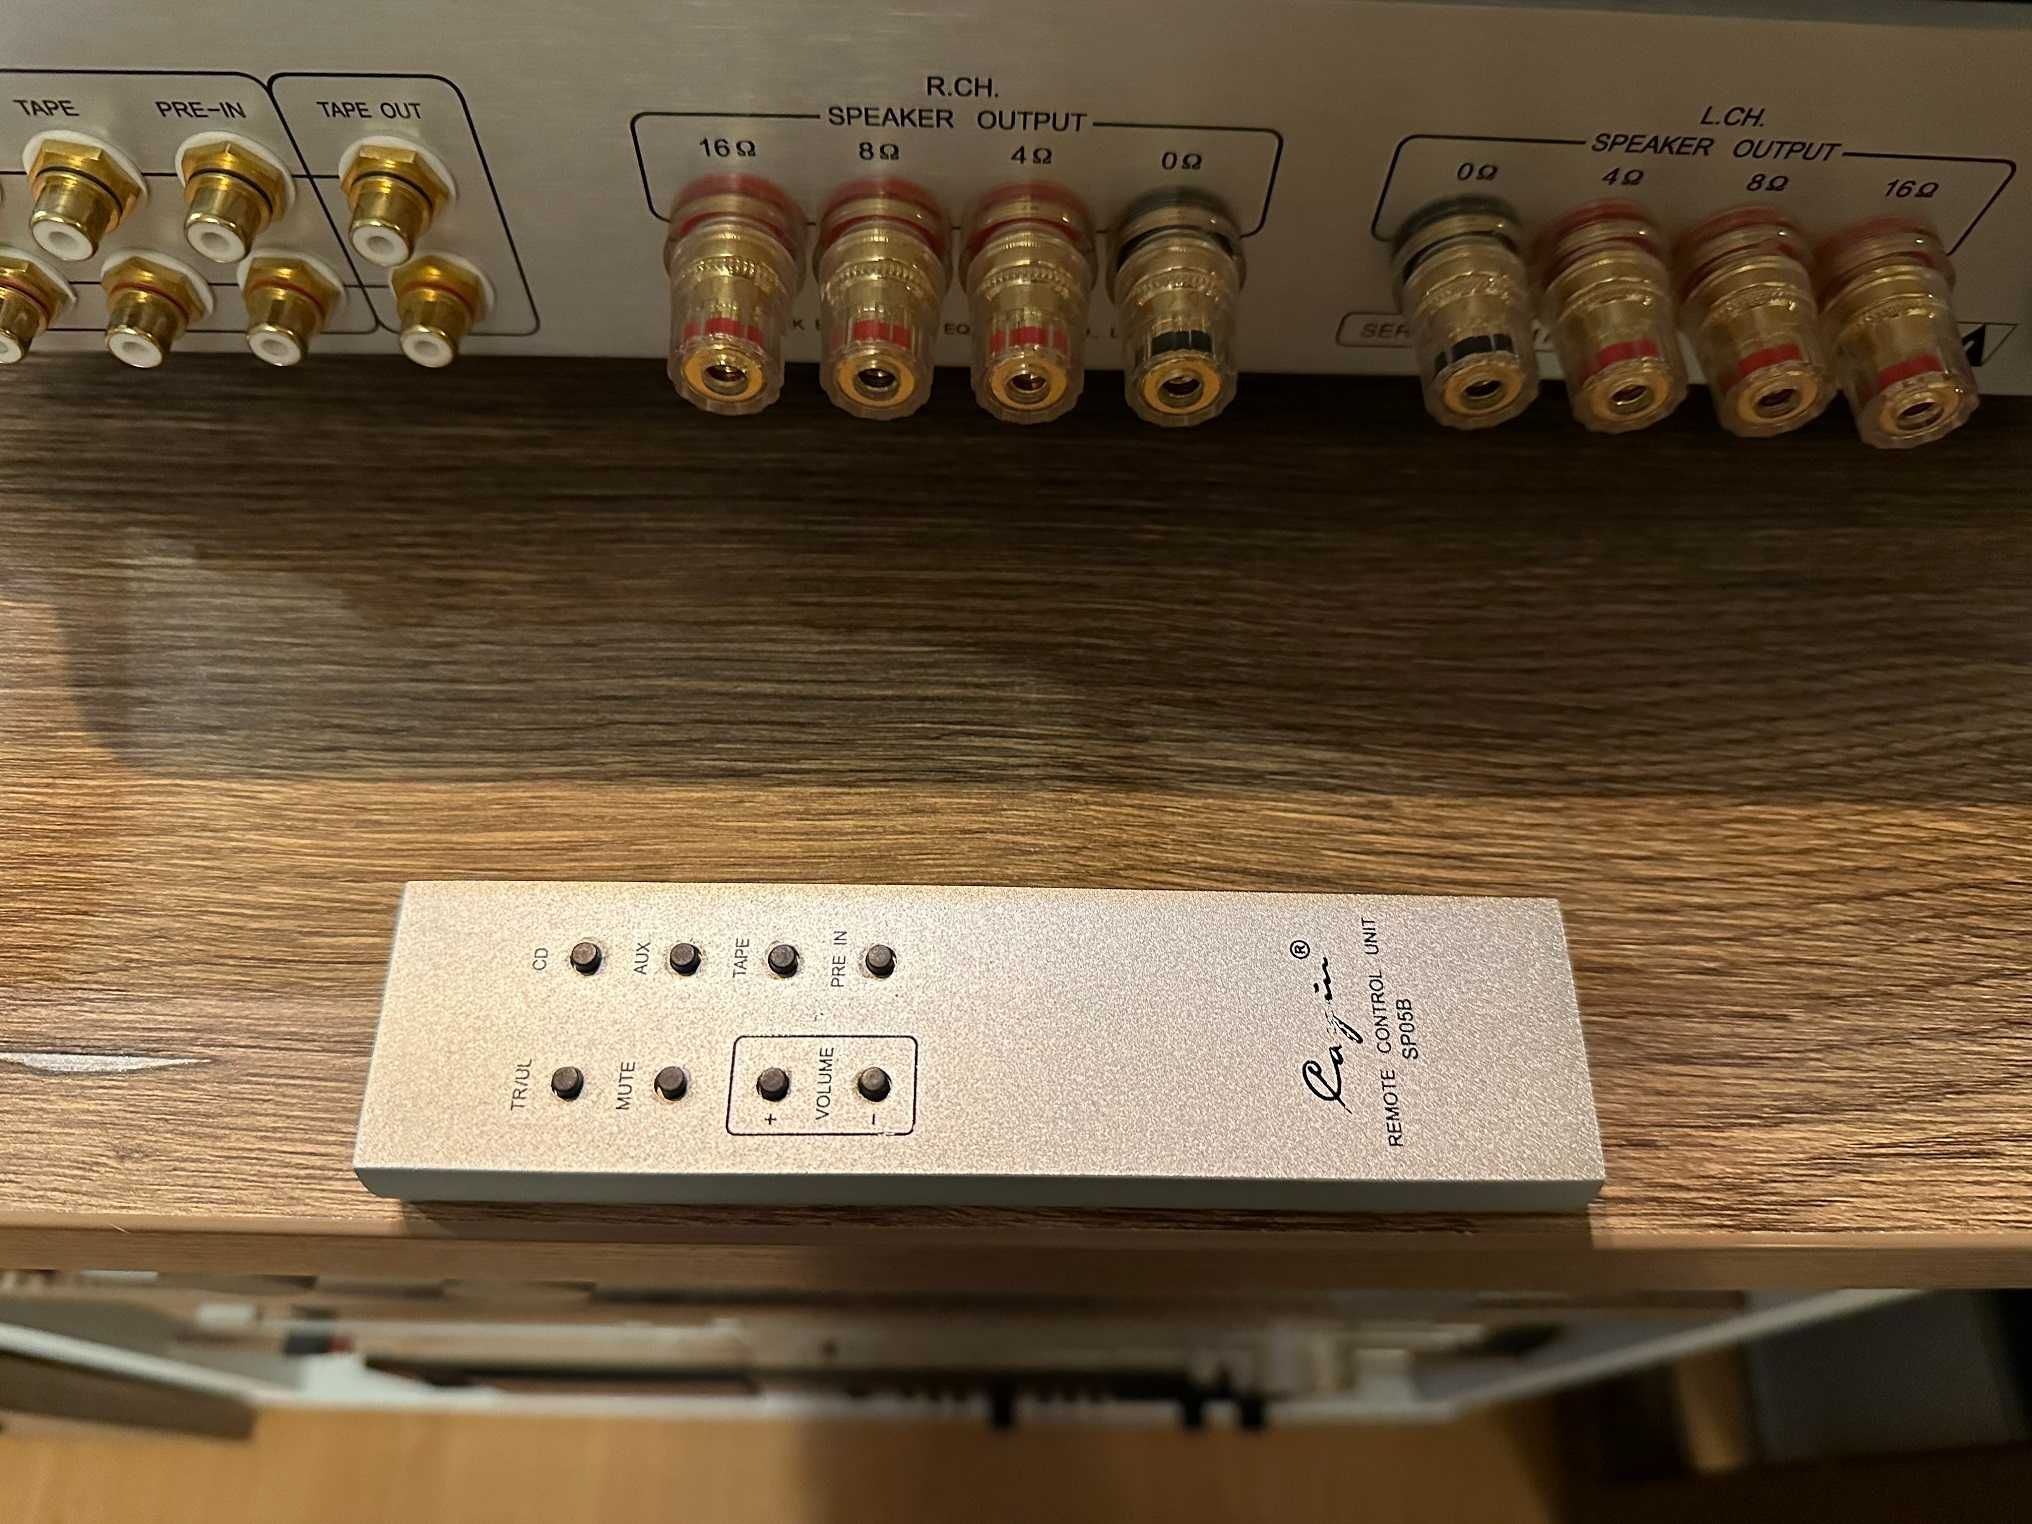 TAPE PRE-IN TAPE OUT
R.CH.
SPEAKER OUTPUT
16Ω 8Ω 4Ω 0Ω
L.CH.
SPEAKER OUTPUT
0Ω 4Ω 8Ω 16Ω
CD
AUX
TAPE
PRE IN
TR/UL
MUTE
+
VOLUME
-
Cayin®
REMOTE CONTROL UNIT
SP05B